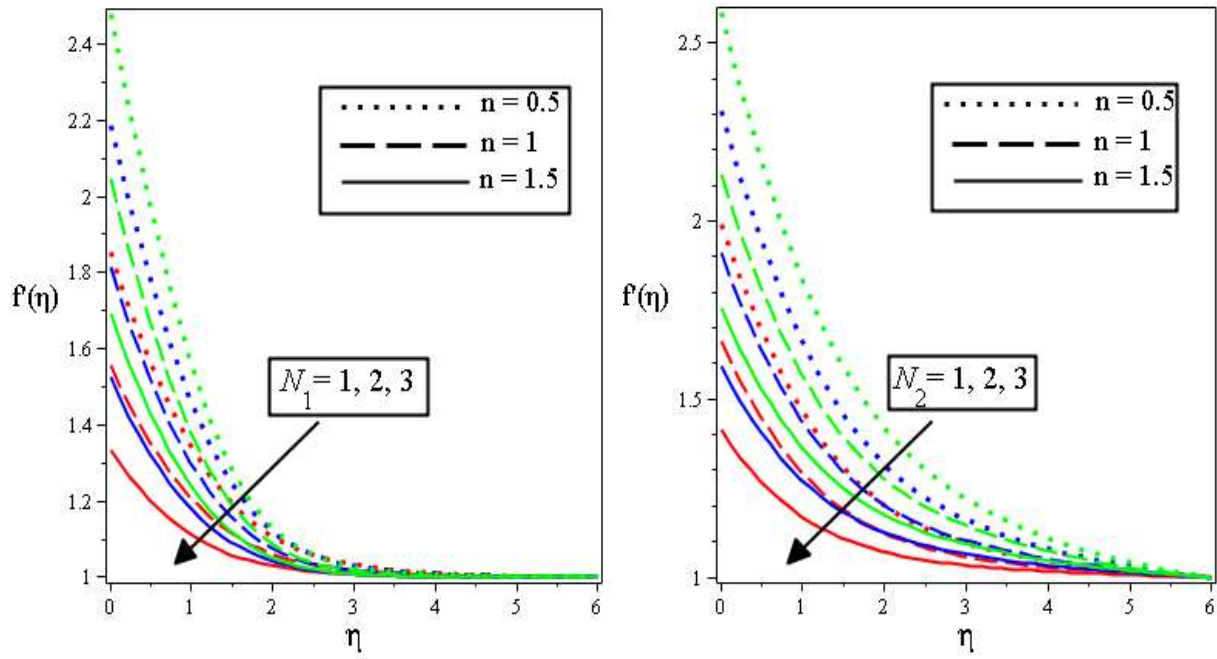 2.4
2.2
2
1.8
1.6
1.4
1.2
1
f'(η)
n = 0.5
n = 1
n = 1.5
N₁ = 1, 2, 3
0 1 2 3 4 5 6
η
2.5
2
1.5
1
f'(η)
n = 0.5
n = 1
n = 1.5
N₂ = 1, 2, 3
0 1 2 3 4 5 6
η